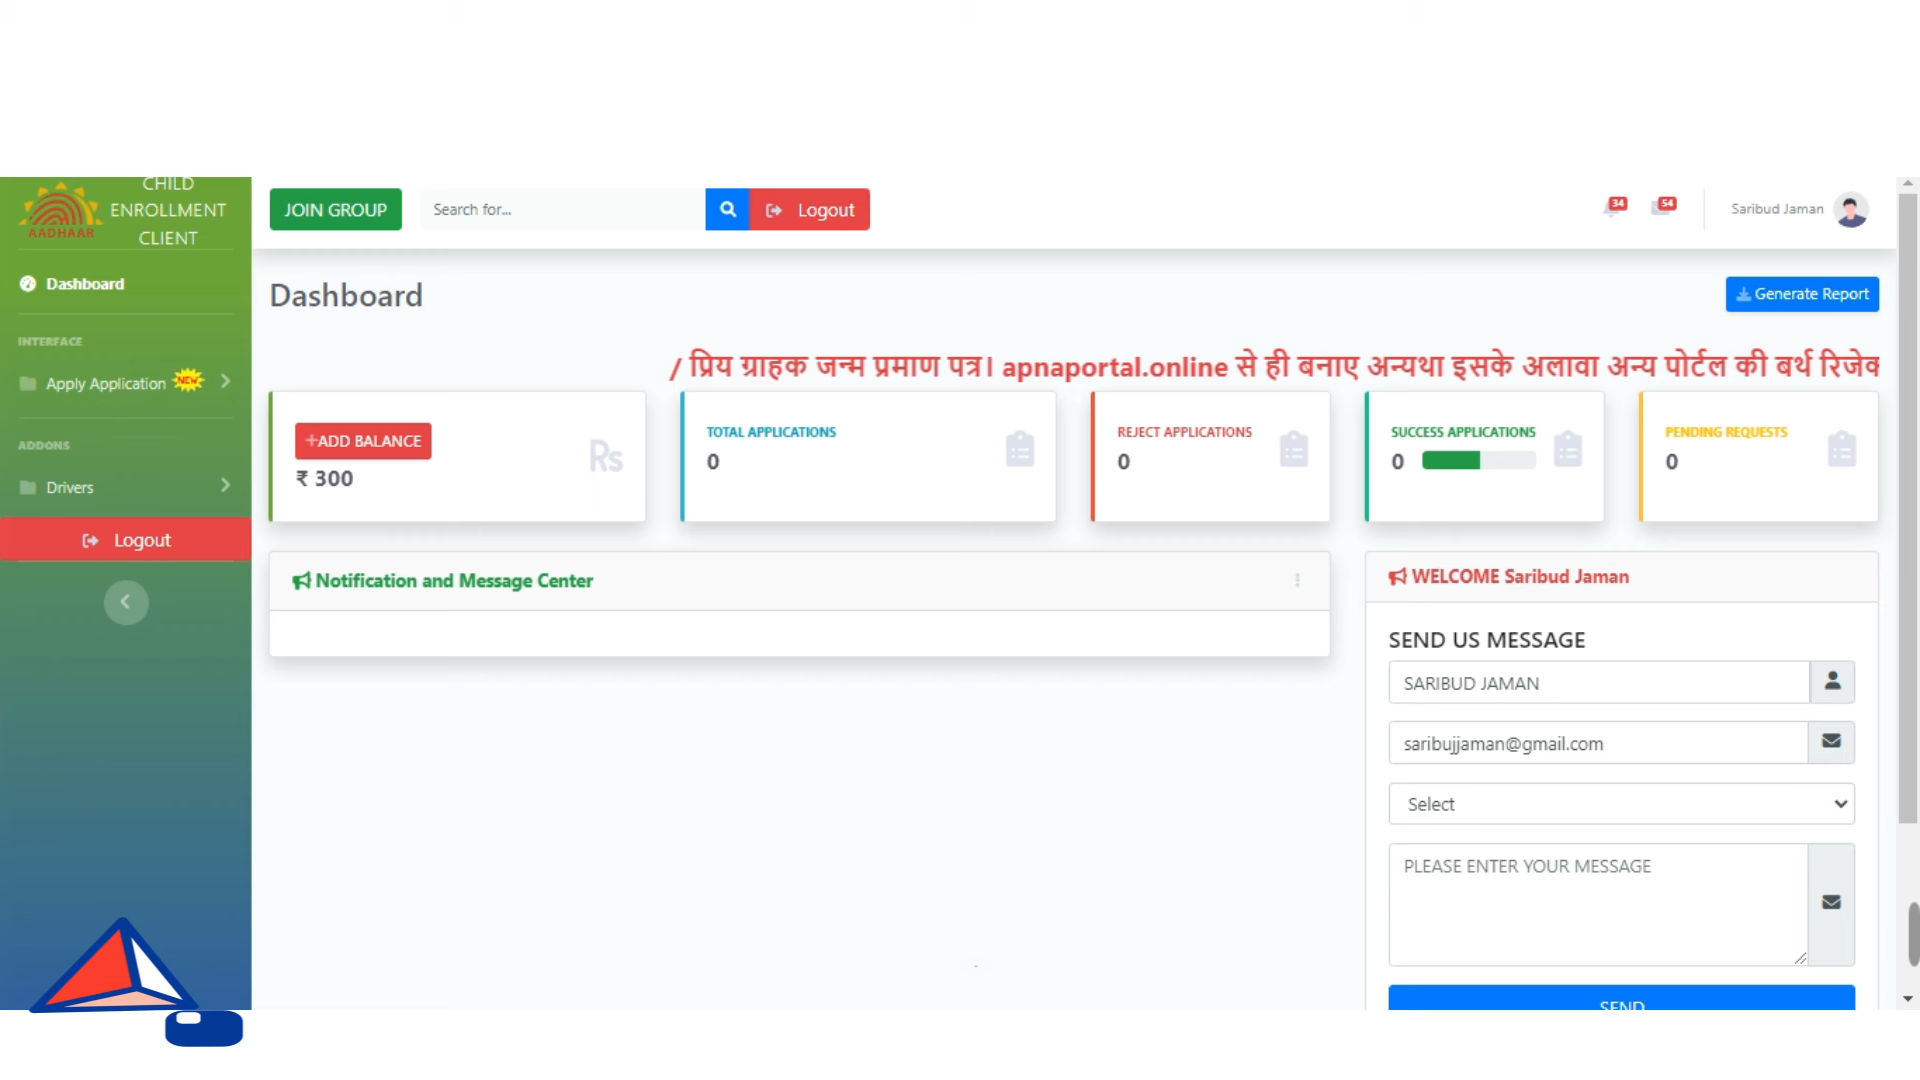 CHILD
ENROLLMENT
CLIENT
AADHAAR
JOIN GROUP
Search for...
Logout
34
54
Saribud Jaman
Dashboard
INTERFACE
Apply Application
NEW
ADDONS
Drivers
Logout
Dashboard
Generate Report
/ प्रिय ग्राहक जन्म प्रमाण पत्र। apnaportal.online से ही बनाए अन्यथा इसके अलावा अन्य पोर्टल की बर्थ रिजेक
+ADD BALANCE
₹ 300
Rs
TOTAL APPLICATIONS
0
REJECT APPLICATIONS
0
SUCCESS APPLICATIONS
0
PENDING REQUESTS
0
Notification and Message Center
WELCOME Saribud Jaman
SEND US MESSAGE
SARIBUD JAMAN
saribujjaman@gmail.com
Select
PLEASE ENTER YOUR MESSAGE
SEND